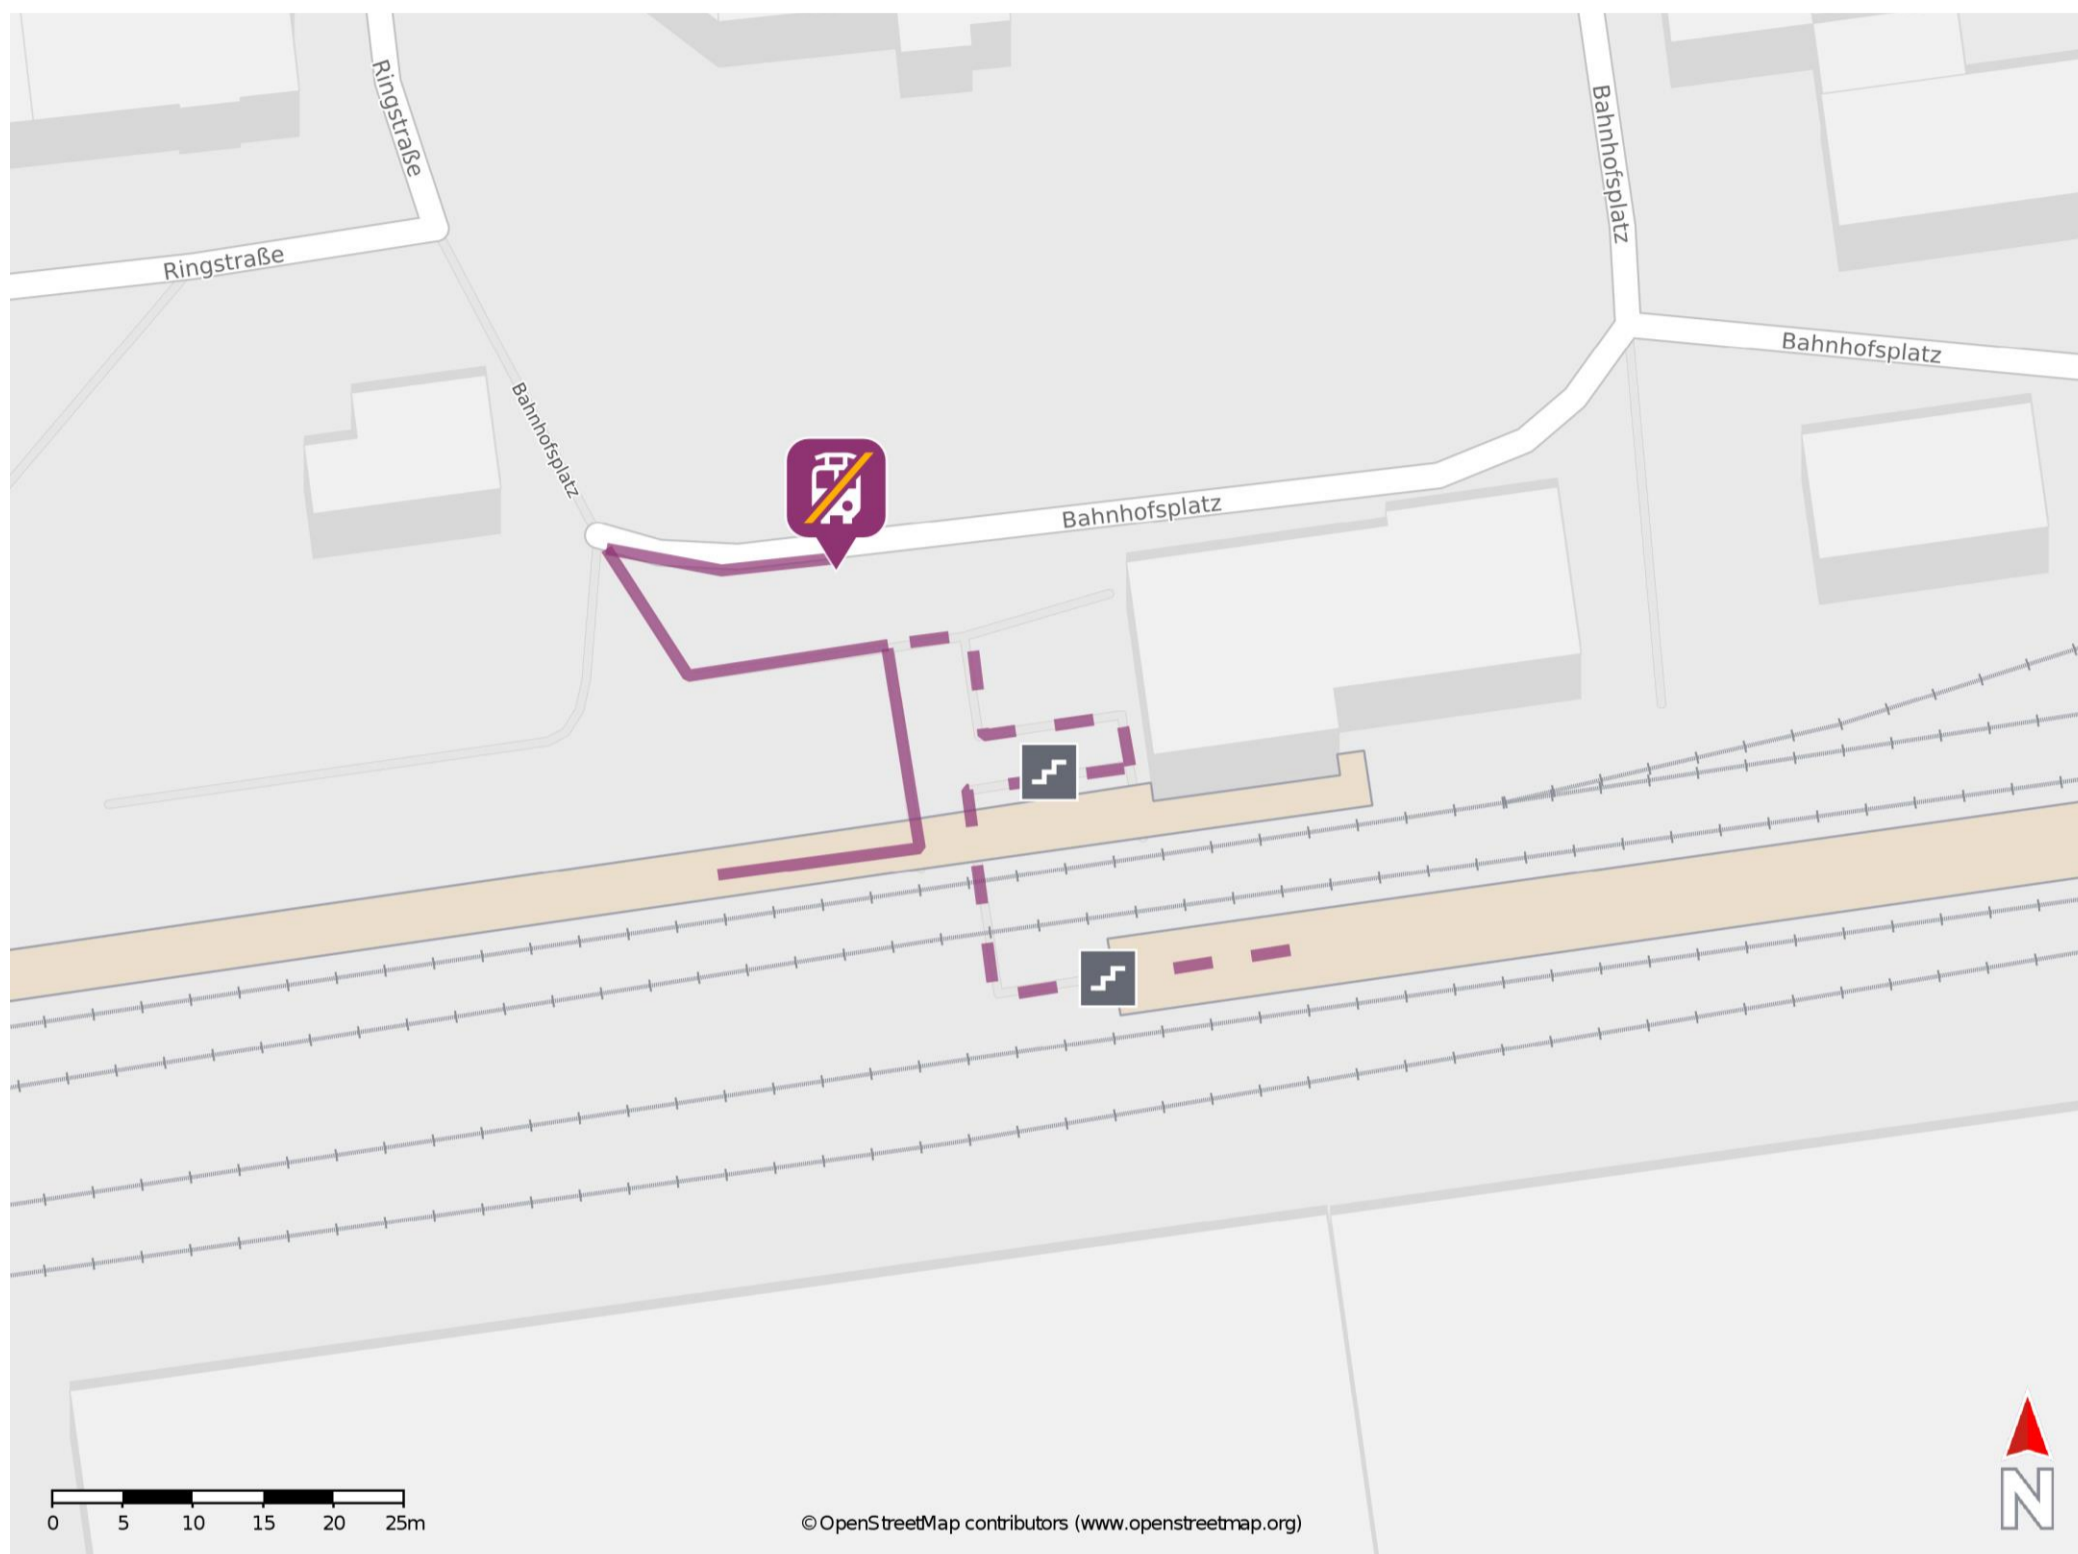 Ringstraße
Bahnhofsplatz
Ringstraße
Bahnhofsplatz
Bahnhofsplatz
Bahnhofsplatz
0 5 10 15 20 25m
© OpenStreetMap contributors (www.openstreetmap.org)
N